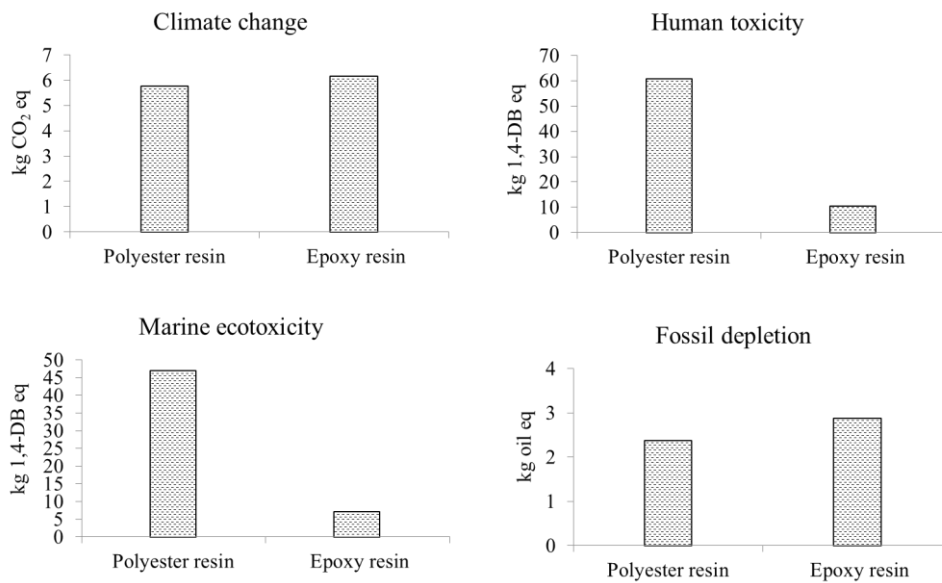 Climate change
kg CO₂ eq
7
6
5
4
3
2
1
0
Polyester resin
Epoxy resin
Human toxicity
kg 1,4-DB eq
70
60
50
40
30
20
10
0
Polyester resin
Epoxy resin
Marine ecotoxicity
kg 1,4-DB eq
50
45
40
35
30
25
20
15
10
5
0
Polyester resin
Epoxy resin
Fossil depletion
kg oil eq
4
3
2
1
0
Polyester resin
Epoxy resin